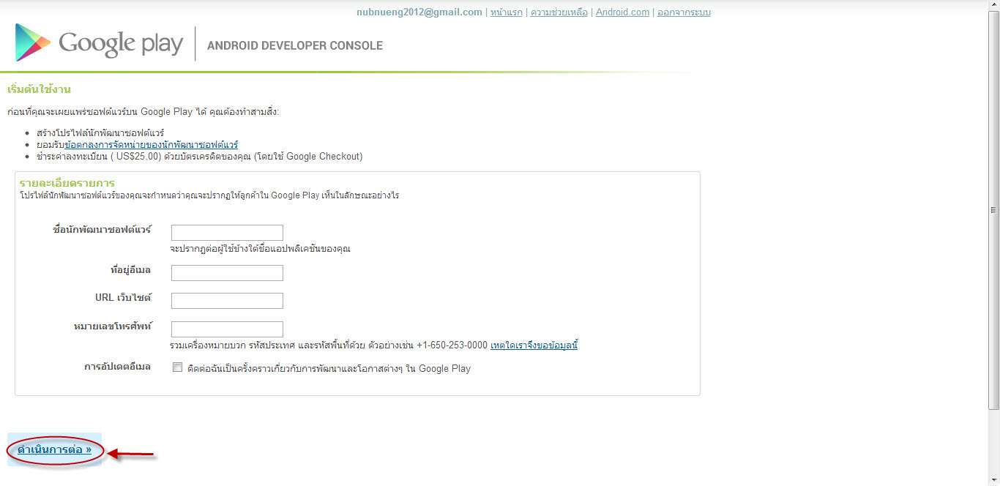 nubnueng2012@gmail.com | หน้าแรก | ความช่วยเหลือ | Android.com | ออกจากระบบ
Google play | ANDROID DEVELOPER CONSOLE
เริ่มต้นใช้งาน
ก่อนที่คุณจะเผยแพร่ซอฟต์แวร์บน Google Play ได้ คุณต้องทำสามสิ่ง:
• สร้างโปรไฟล์นักพัฒนาซอฟต์แวร์
• ยอมรับข้อตกลงการจัดหน่ายของนักพัฒนาซอฟต์แวร์
• ชำระค่าลงทะเบียน ( US$25.00) ด้วยบัตรเครดิตของคุณ (โดยใช้ Google Checkout)
รายละเอียดรายการ
โปรไฟล์นักพัฒนาซอฟต์แวร์ของคุณจะกำหนดว่าคุณจะปรากฏให้ลูกค้าใน Google Play เห็นในลักษณะอย่างไร
ชื่อนักพัฒนาซอฟต์แวร์
จะปรากฏต่อผู้ใช้ข้างใต้ชื่อแอปพลิเคชันของคุณ
ที่อยู่อีเมล
URL เว็บไซต์
หมายเลขโทรศัพท์
รวมเครื่องหมายบวก รหัสประเทศ และรหัสพื้นที่ด้วย ตัวอย่างเช่น +1-650-253-0000 เหตุใดเราจึงขอข้อมูลนี้
การอัปเดตอีเมล
ติดต่อฉันเป็นครั้งคราวเกี่ยวกับการพัฒนาและโอกาสต่างๆ ใน Google Play
ดำเนินการต่อ »